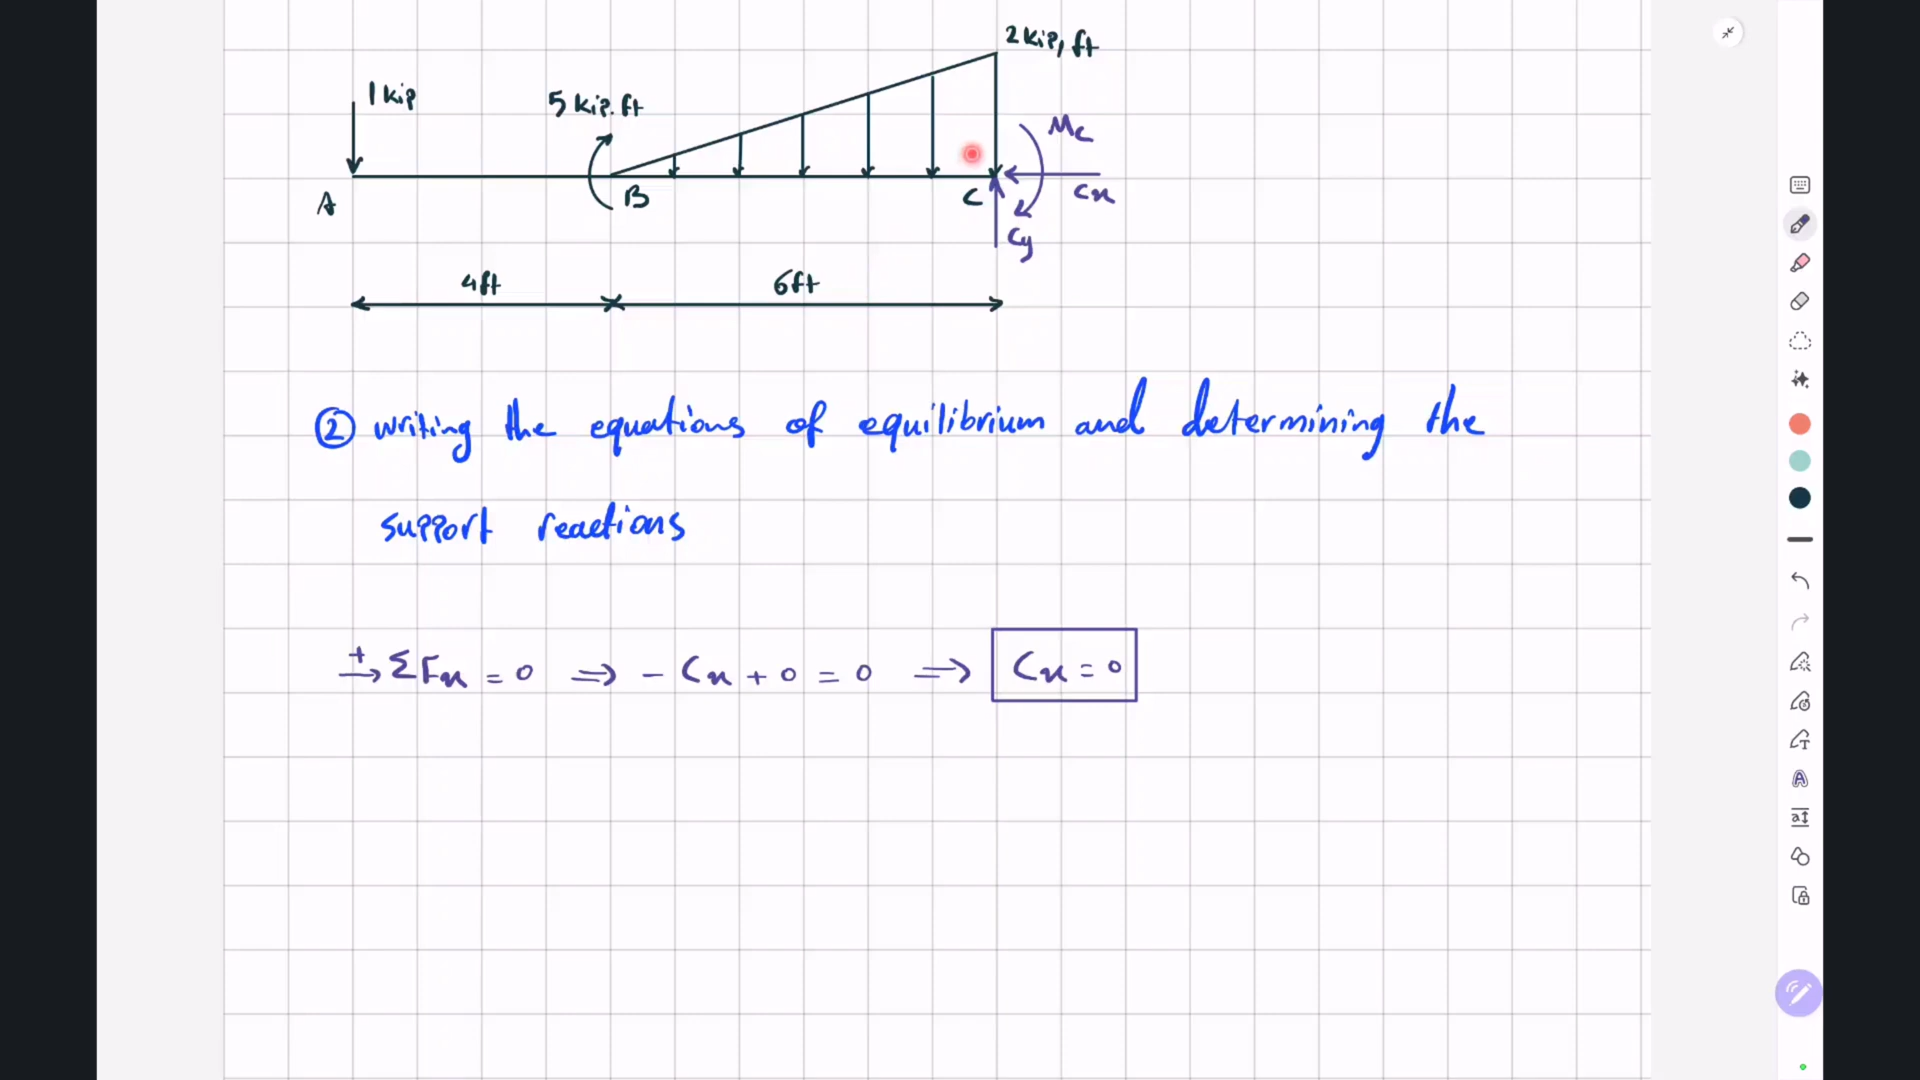 2 kip/ft
1 kip
5 kip.ft
Mc
A
B
C
Cx
Cy
4ft
6ft
② writing the equations of equilibrium and determining the
support reactions
+→ ΣFx = 0 ⇒ - Cx + 0 = 0 ⇒ Cx = 0